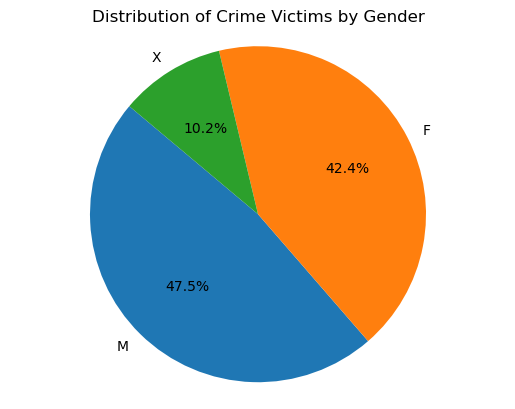 Distribution of Crime Victims by Gender
X
10.2%
F
42.4%
47.5%
M